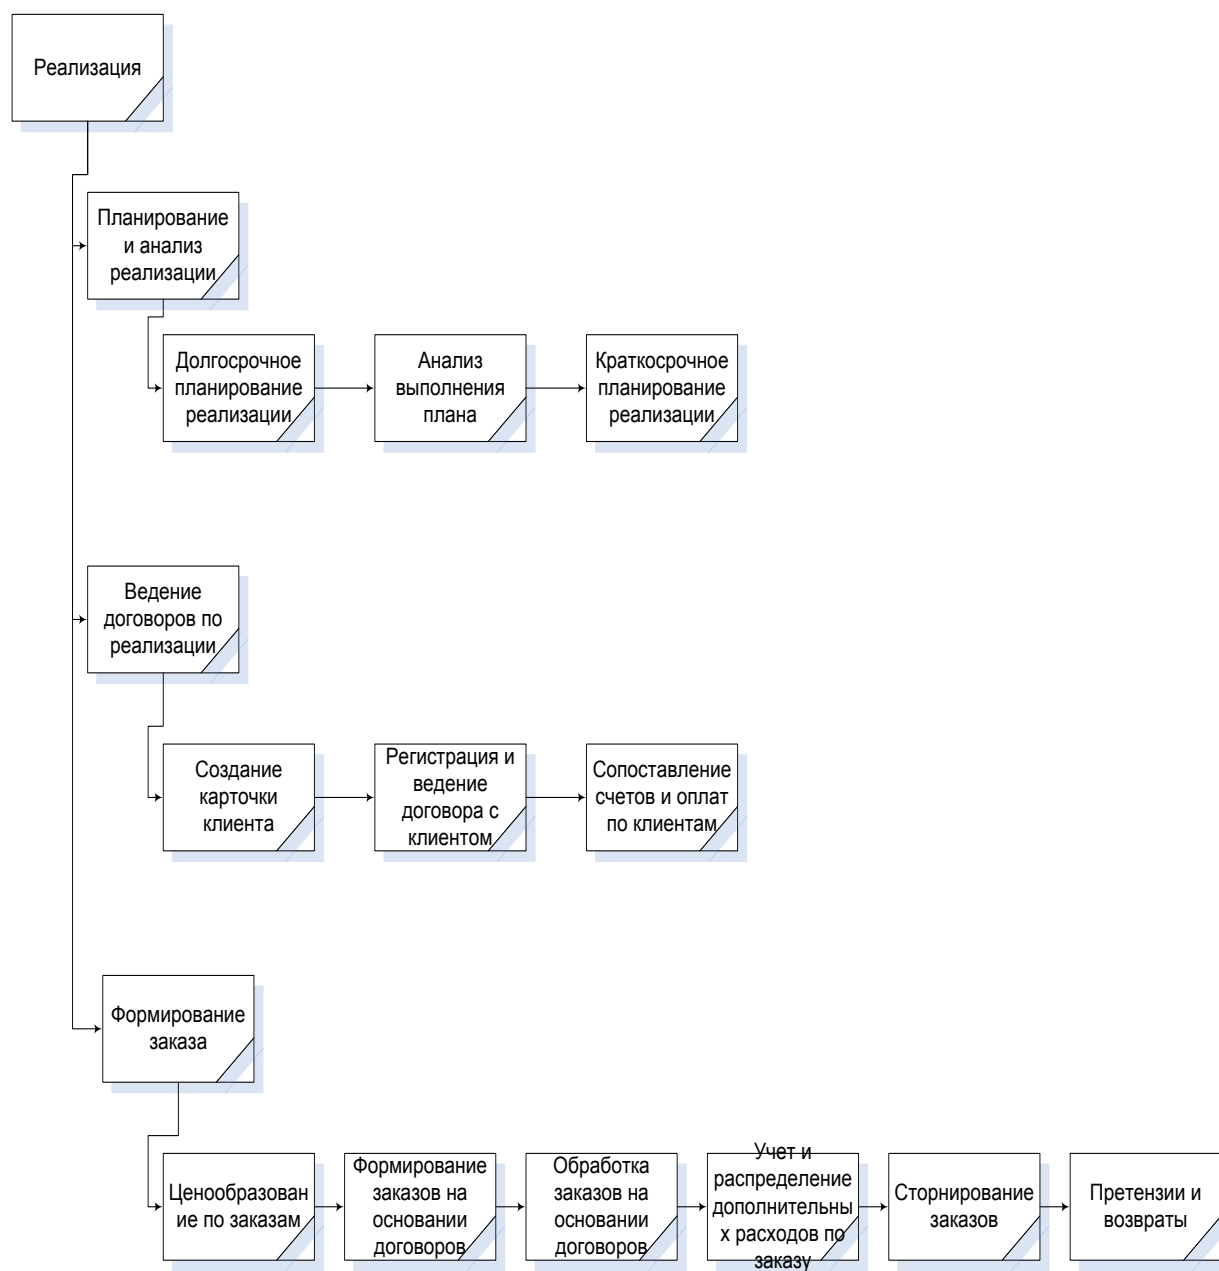 Реализация
Планирование
и анализ
реализации
Долгосрочное
планирование
реализации
Анализ
выполнения
плана
Краткосрочное
планирование
реализации
Ведение
договоров по
реализации
Создание
карточки
клиента
Регистрация и
ведение
договора с
клиентом
Сопоставление
счетов и оплат
по клиентам
Формирование
заказа
Ценообразован
ие по заказам
Формирование
заказов на
основании
договоров
Обработка
заказов на
основании
договоров
Учет и
распределение
дополнительны
х расходов по
заказу
Сторнирование
заказов
Претензии и
возвраты